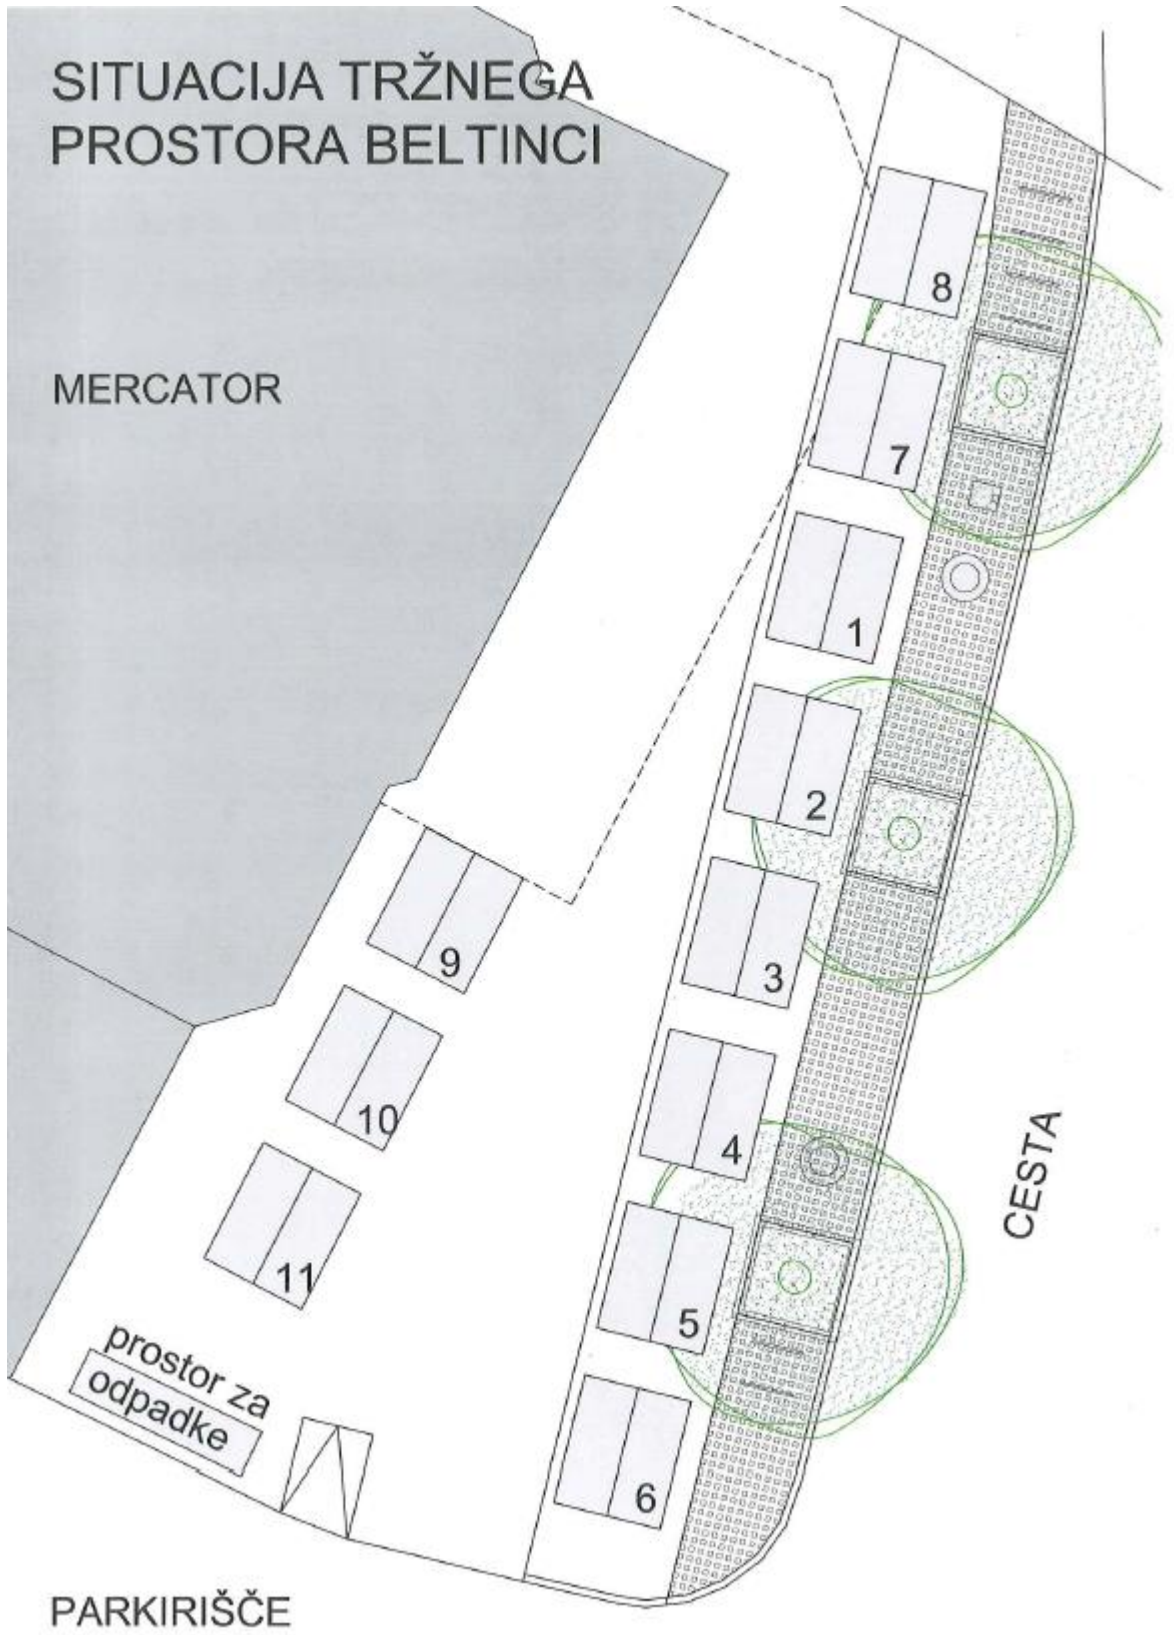 SITUACIJA TRŽNEGA
PROSTORA BELTINCI
MERCATOR
8
7
1
2
3
9
4
10
5
11
6
CESTA
prostor za
odpadke
PARKIRIŠČE